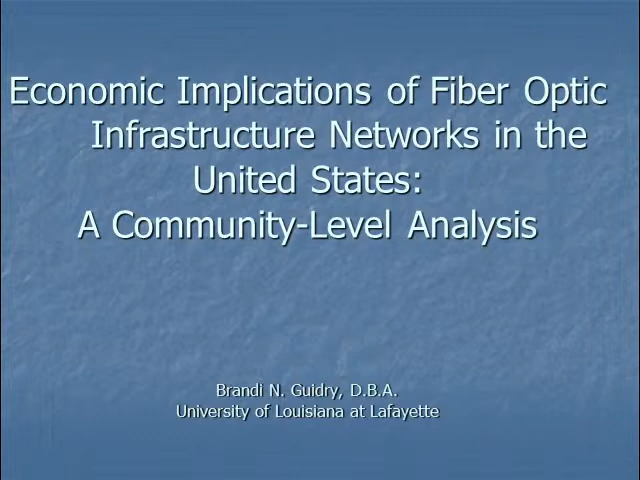 Economic Implications of Fiber Optic
Infrastructure Networks in the
United States:
A Community-Level Analysis
Brandi N. Guidry, D.B.A.
University of Louisiana at Lafayette